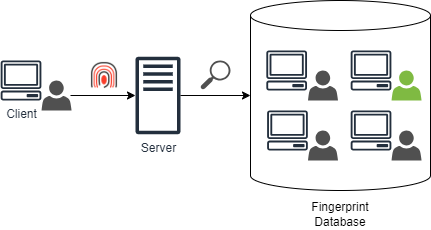 Client
Server
Fingerprint
Database